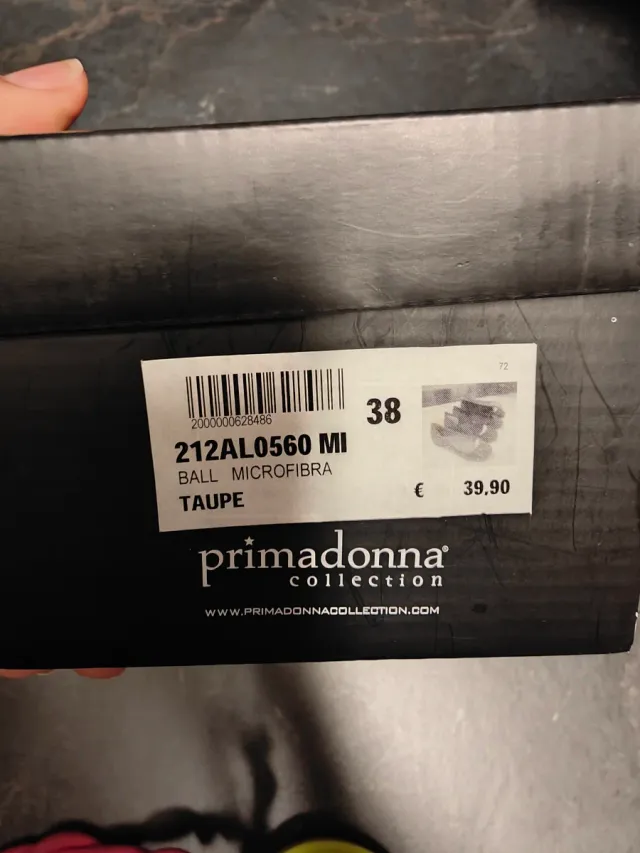 72
38
2000000628486
212AL0560 MI
BALL MICROFIBRA
TAUPE
€ 39,90
primadonna®
collection
WWW.PRIMADONNACOLLECTION.COM